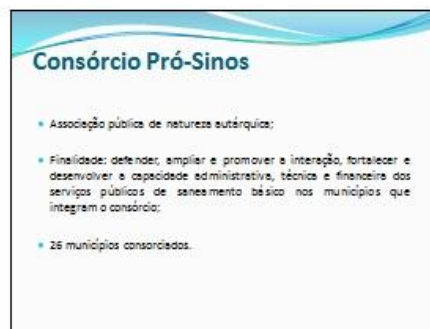 Consórcio Pró-Sinos
• Associação pública de natureza autárquica;
• Finalidade: defender, ampliar e promover a interação, fortalecer e
desenvolver a capacidade administrativa, técnica e financeira dos
serviços públicos de saneamento básico nos municípios que
integram o consórcio;
• 26 municípios consorciados.